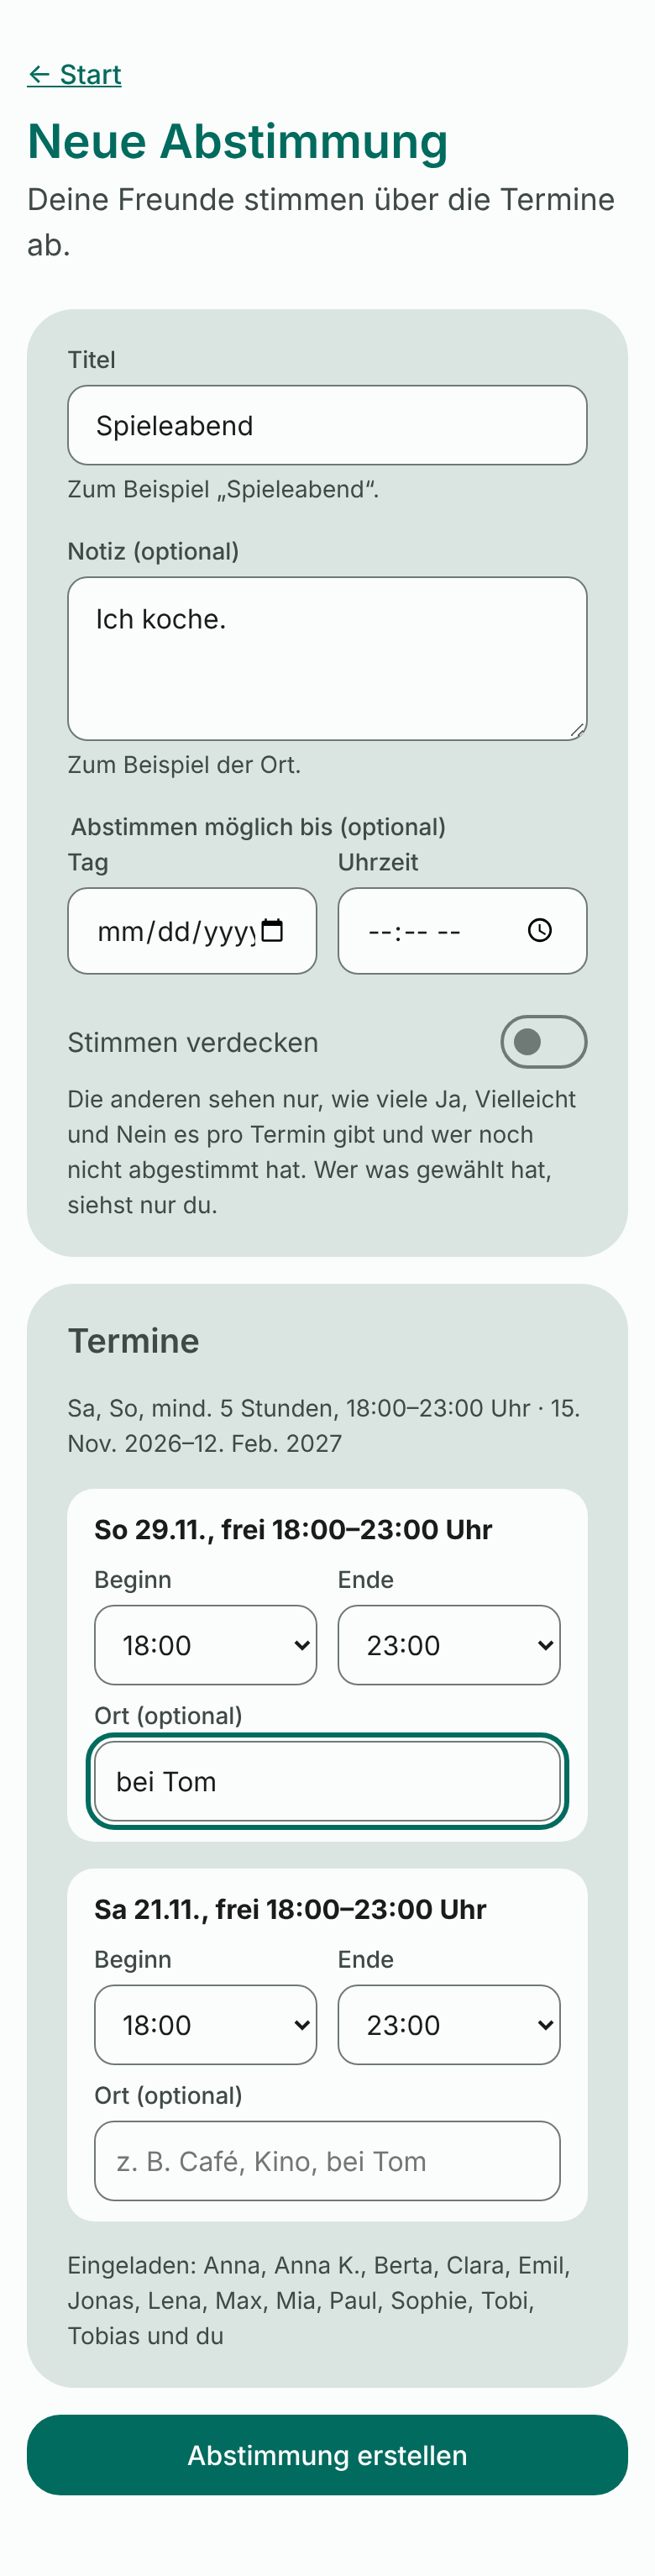 ← Start
Neue Abstimmung
Deine Freunde stimmen über die Termine
ab.
Titel
Spieleabend
Zum Beispiel „Spieleabend“.
Notiz (optional)
Ich koche.
Zum Beispiel der Ort.
Abstimmen möglich bis (optional)
Tag
Uhrzeit
mm/dd/yyyy
--:-- --
Stimmen verdecken
Die anderen sehen nur, wie viele Ja, Vielleicht
und Nein es pro Termin gibt und wer noch
nicht abgestimmt hat. Wer was gewählt hat,
siehst nur du.
Termine
Sa, So, mind. 5 Stunden, 18:00–23:00 Uhr · 15.
Nov. 2026–12. Feb. 2027
So 29.11., frei 18:00–23:00 Uhr
Beginn
Ende
18:00
23:00
Ort (optional)
bei Tom
Sa 21.11., frei 18:00–23:00 Uhr
Beginn
Ende
18:00
23:00
Ort (optional)
z. B. Café, Kino, bei Tom
Eingeladen: Anna, Anna K., Berta, Clara, Emil,
Jonas, Lena, Max, Mia, Paul, Sophie, Tobi,
Tobias und du
Abstimmung erstellen